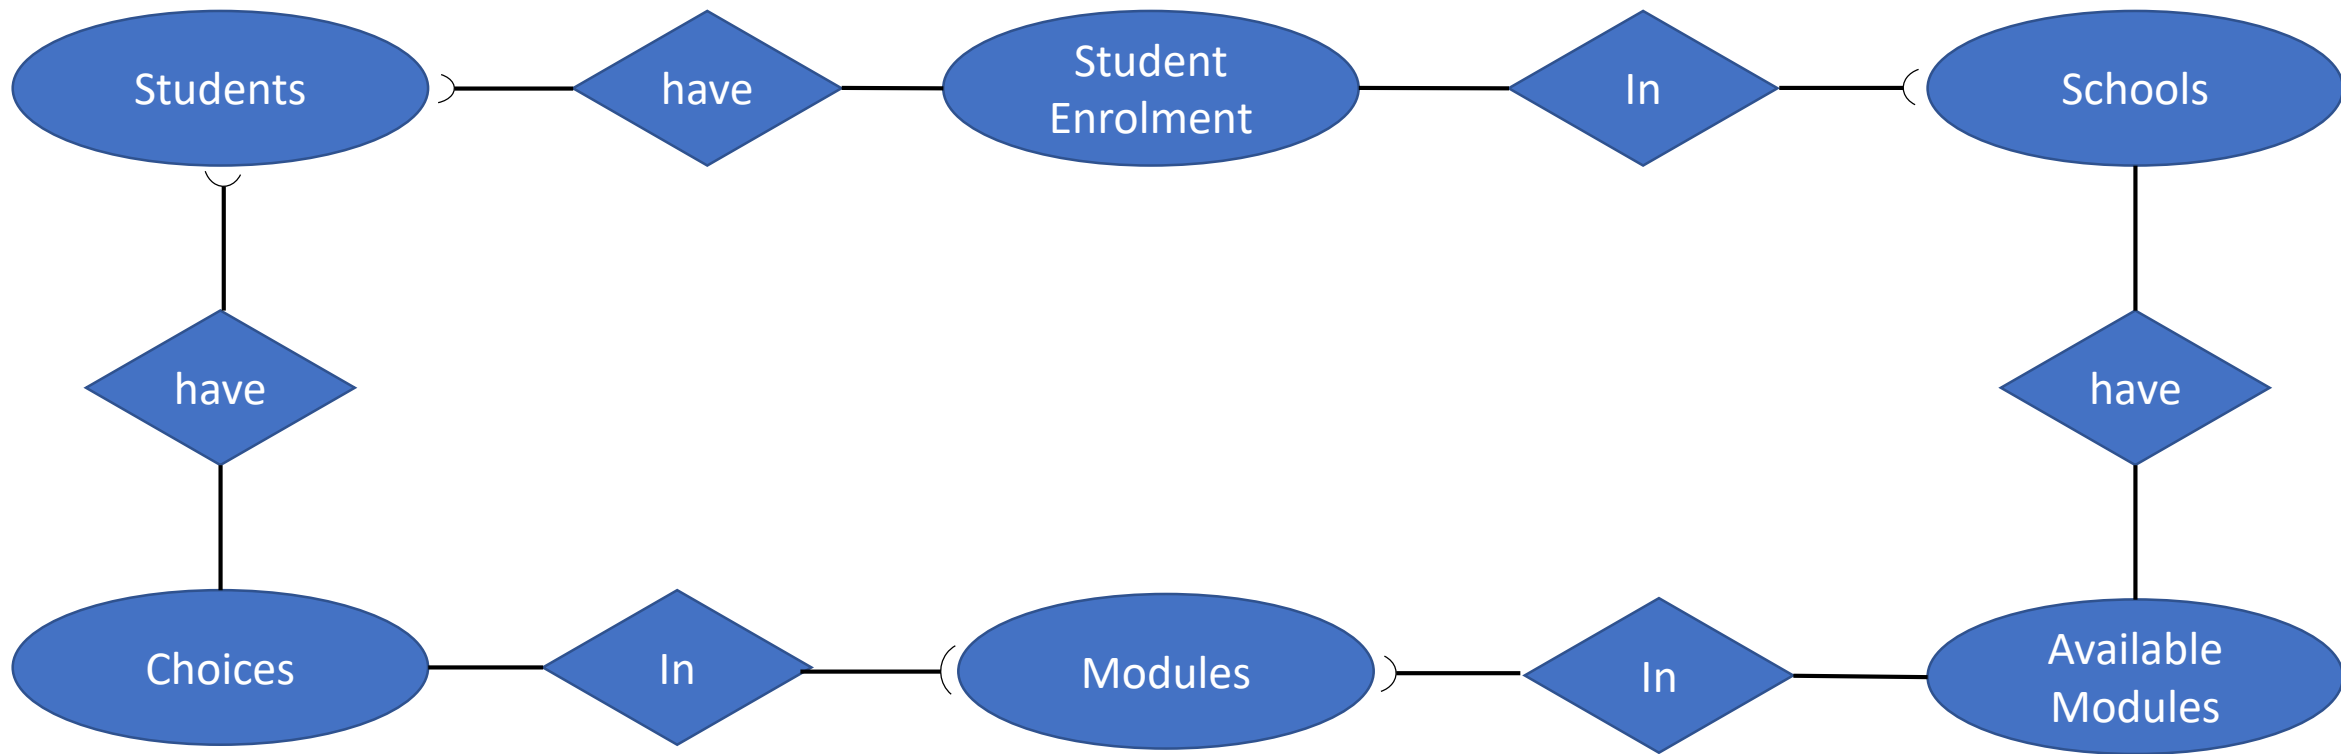 Students
have
Student
Enrolment
In
Schools
have
have
Choices
In
Modules
In
Available
Modules